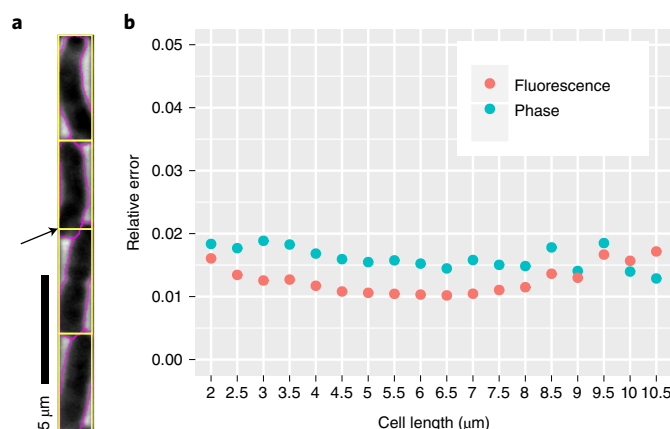 a
b
5 µm
0.05
0.04
0.03
0.02
0.01
0.00
Relative error
Fluorescence
Phase
2 2.5 3 3.5 4 4.5 5 5.5 6 6.5 7 7.5 8 8.5 9 9.5 10 10.5
Cell length (µm)